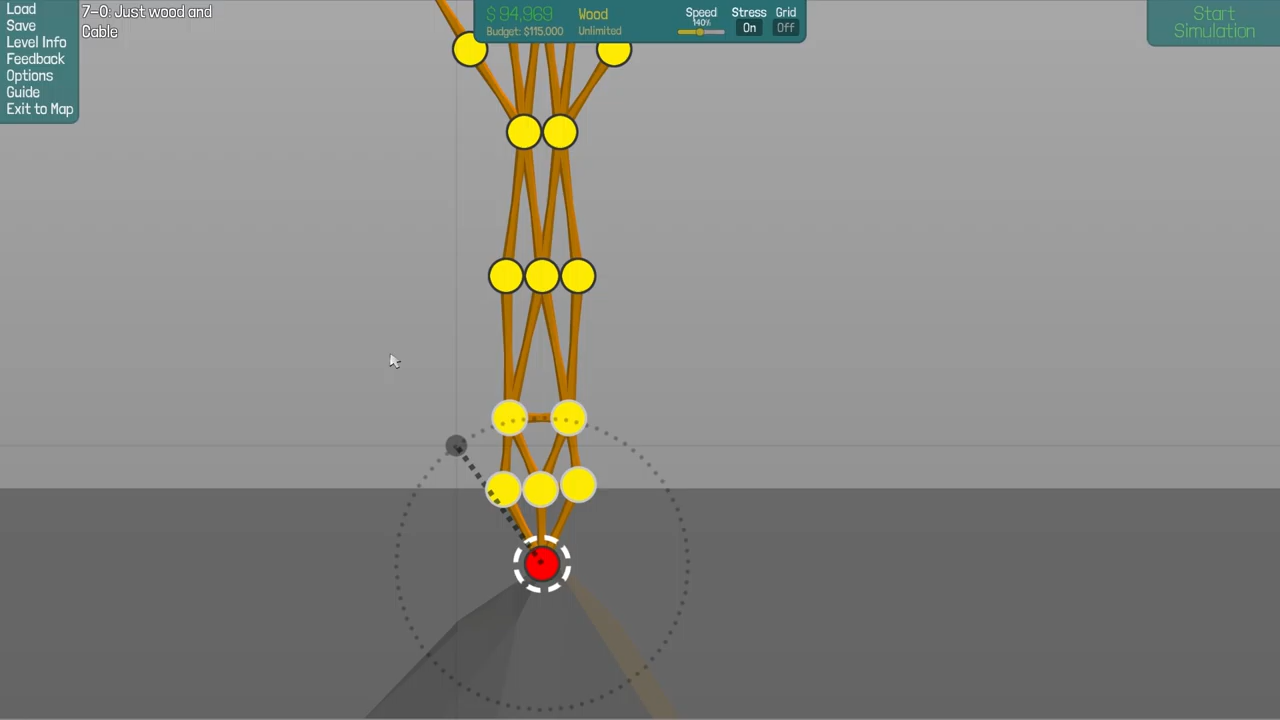 Load
Save
Level Info
Feedback
Options
Guide
Exit to Map
7-0: Just wood and
Cable
$ 94,969
Budget: $115,000
Wood
Unlimited
Speed
140%
Stress
On
Grid
Off
Start
Simulation